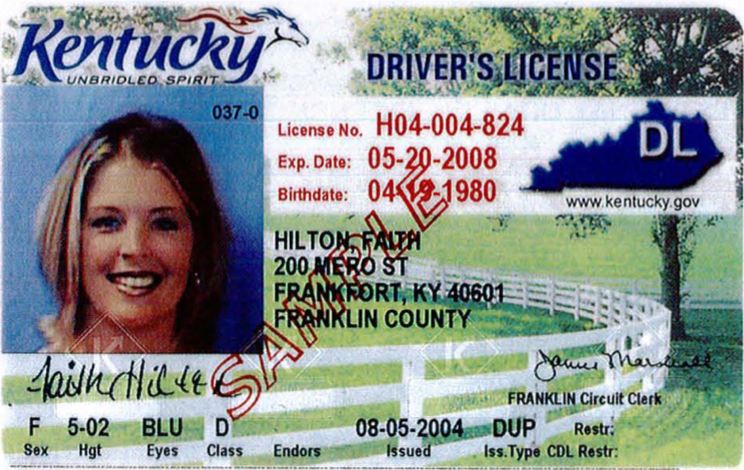 Kentucky
UNBRIDLED SPIRIT
DRIVER'S LICENSE
037-0
License No. H04-004-824
Exp. Date: 05-20-2008
Birthdate: 04-19-1980
DL
www.kentucky.gov
HILTON, FAITH
200 MERO ST
FRANKFORT, KY 40601
FRANKLIN COUNTY
SAMPLE
Faith Hilton
FRANKLIN Circuit Clerk
F 5-02 BLU D 08-05-2004 DUP Restr:
Sex Hgt Eyes Class Endors Issued Iss.Type CDL Restr: